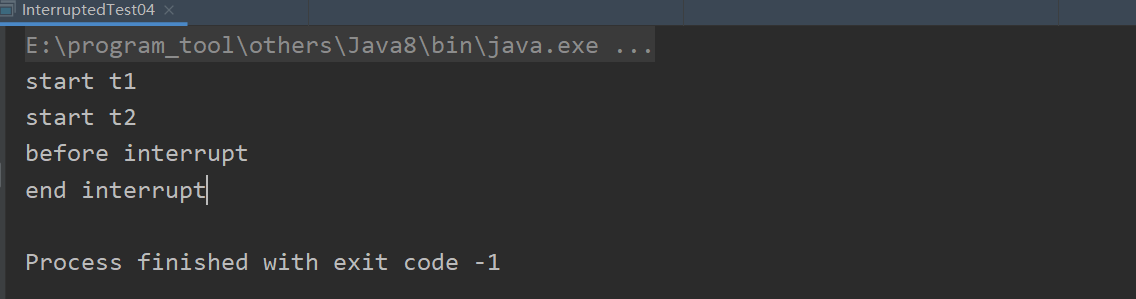 InterruptedTest04
E:\program_tool\others\Java8\bin\java.exe ...
start t1
start t2
before interrupt
end interrupt
Process finished with exit code -1